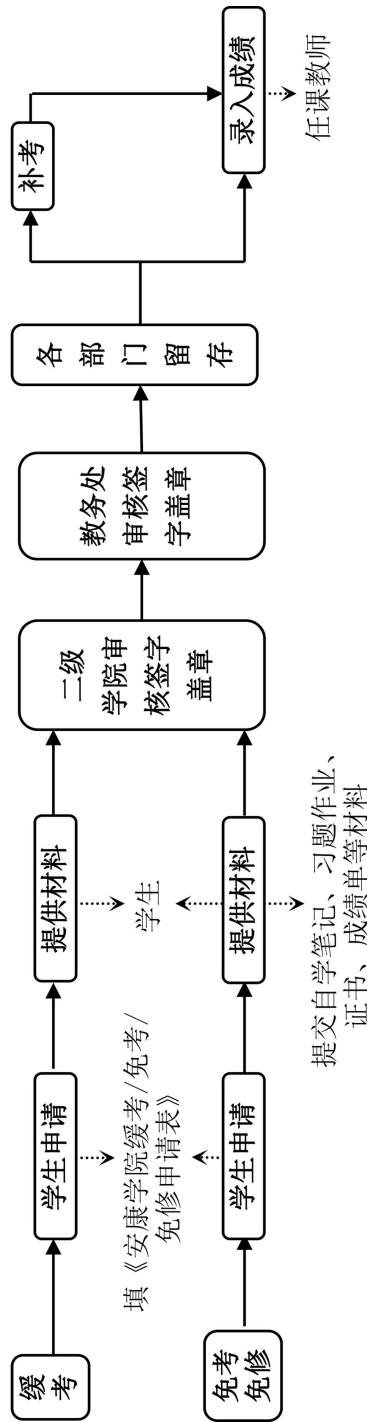 缓
考
学生申请
提供材料
填《安康学院缓考/免考/
免修申请表》
学生
免考
免修
学生申请
提供材料
提交自学笔记、习题作业、
证书、成绩单等材料
二级
学院审
核签字
盖章
教务处
审核签
字盖章
各
部
门
留
存
补考
录入成绩
任课教师